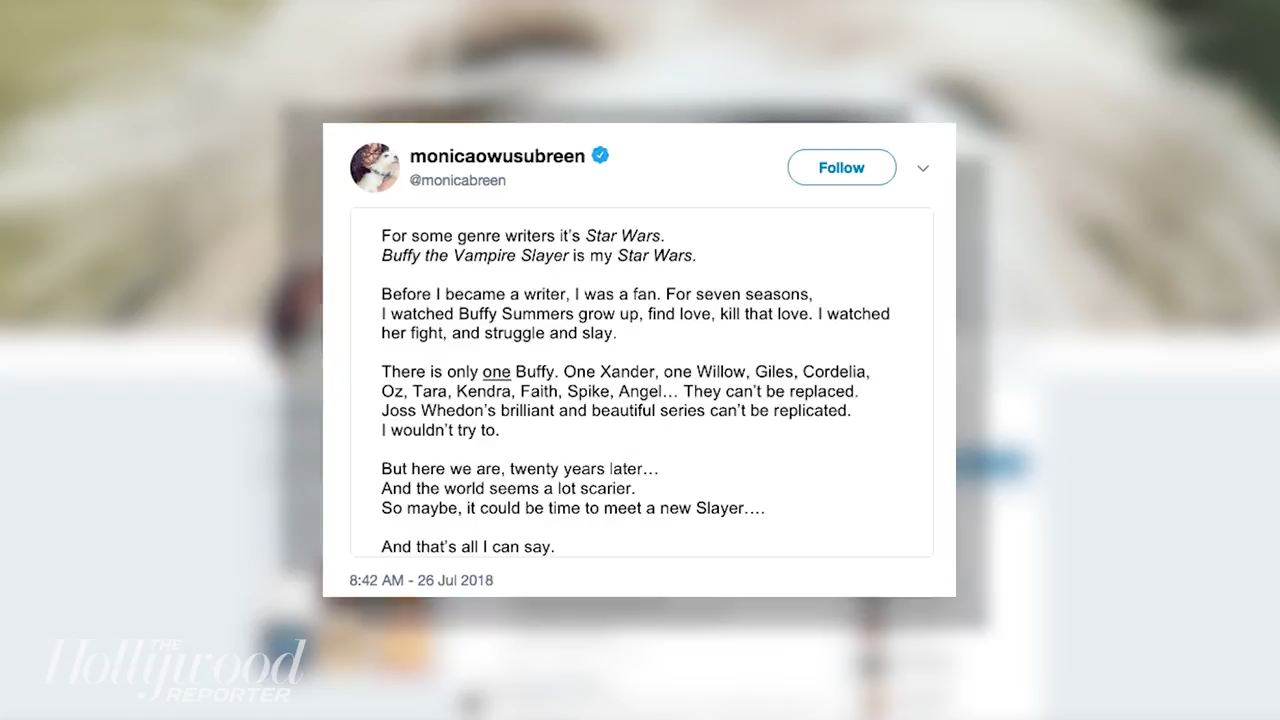 monicaowusubreen
@monicabreen
Follow
For some genre writers it's Star Wars.
Buffy the Vampire Slayer is my Star Wars.
Before I became a writer, I was a fan. For seven seasons,
I watched Buffy Summers grow up, find love, kill that love. I watched
her fight, and struggle and slay.
There is only one Buffy. One Xander, one Willow, Giles, Cordelia,
Oz, Tara, Kendra, Faith, Spike, Angel… They can't be replaced.
Joss Whedon's brilliant and beautiful series can't be replicated.
I wouldn't try to.
But here we are, twenty years later…
And the world seems a lot scarier.
So maybe, it could be time to meet a new Slayer….
And that's all I can say.
8:42 AM - 26 Jul 2018
THE
Hollywood
REPORTER